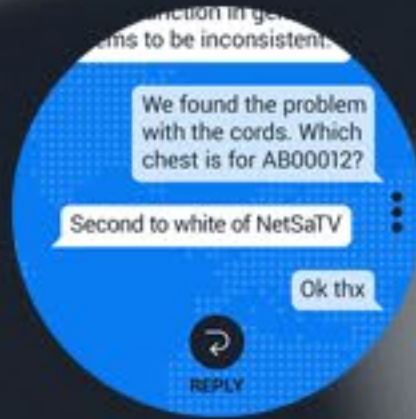 ems to be inconsistent.
We found the problem
with the cords. Which
chest is for AB00012?
Second to white of NetSaTV
Ok thx
REPLY